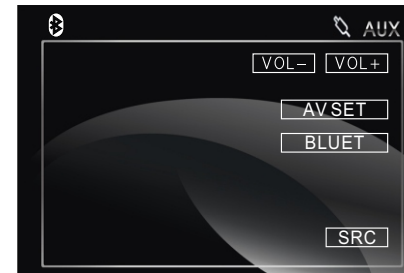 AUX
VOL– VOL+
AV SET
BLUET
SRC